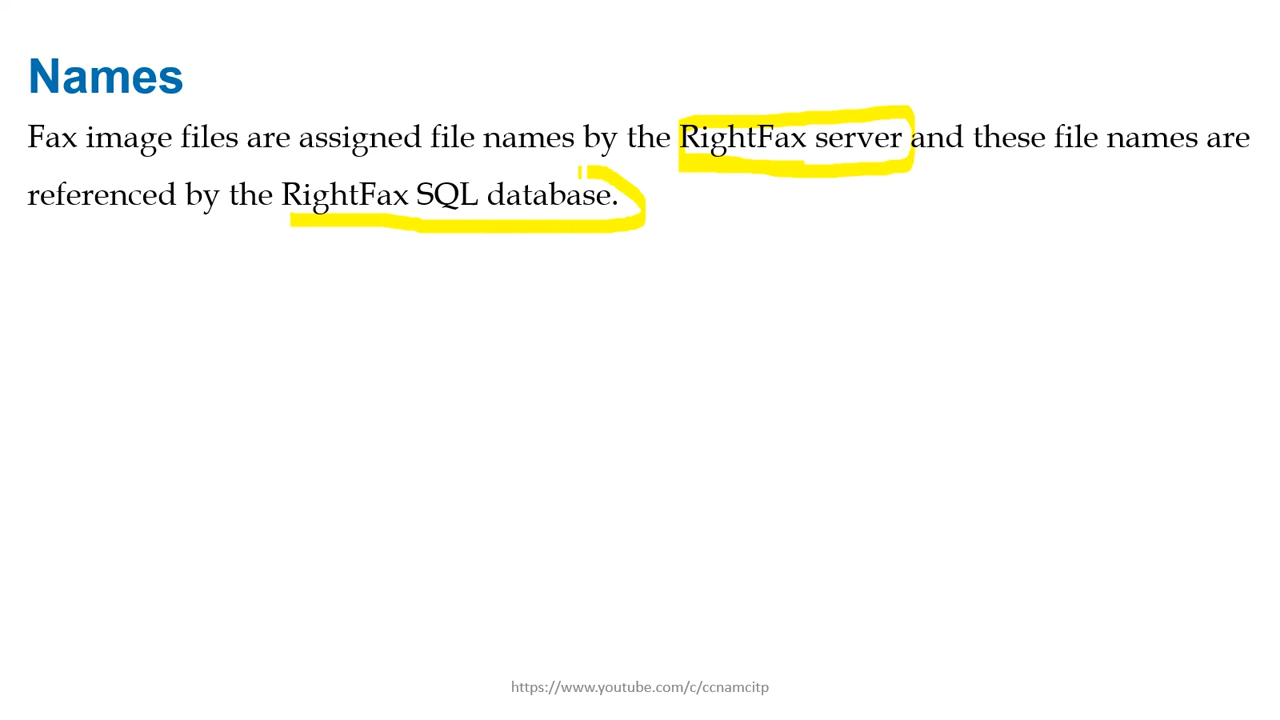 Names
Fax image files are assigned file names by the RightFax server and these file names are
referenced by the RightFax SQL database.
https://www.youtube.com/c/ccnamcitp